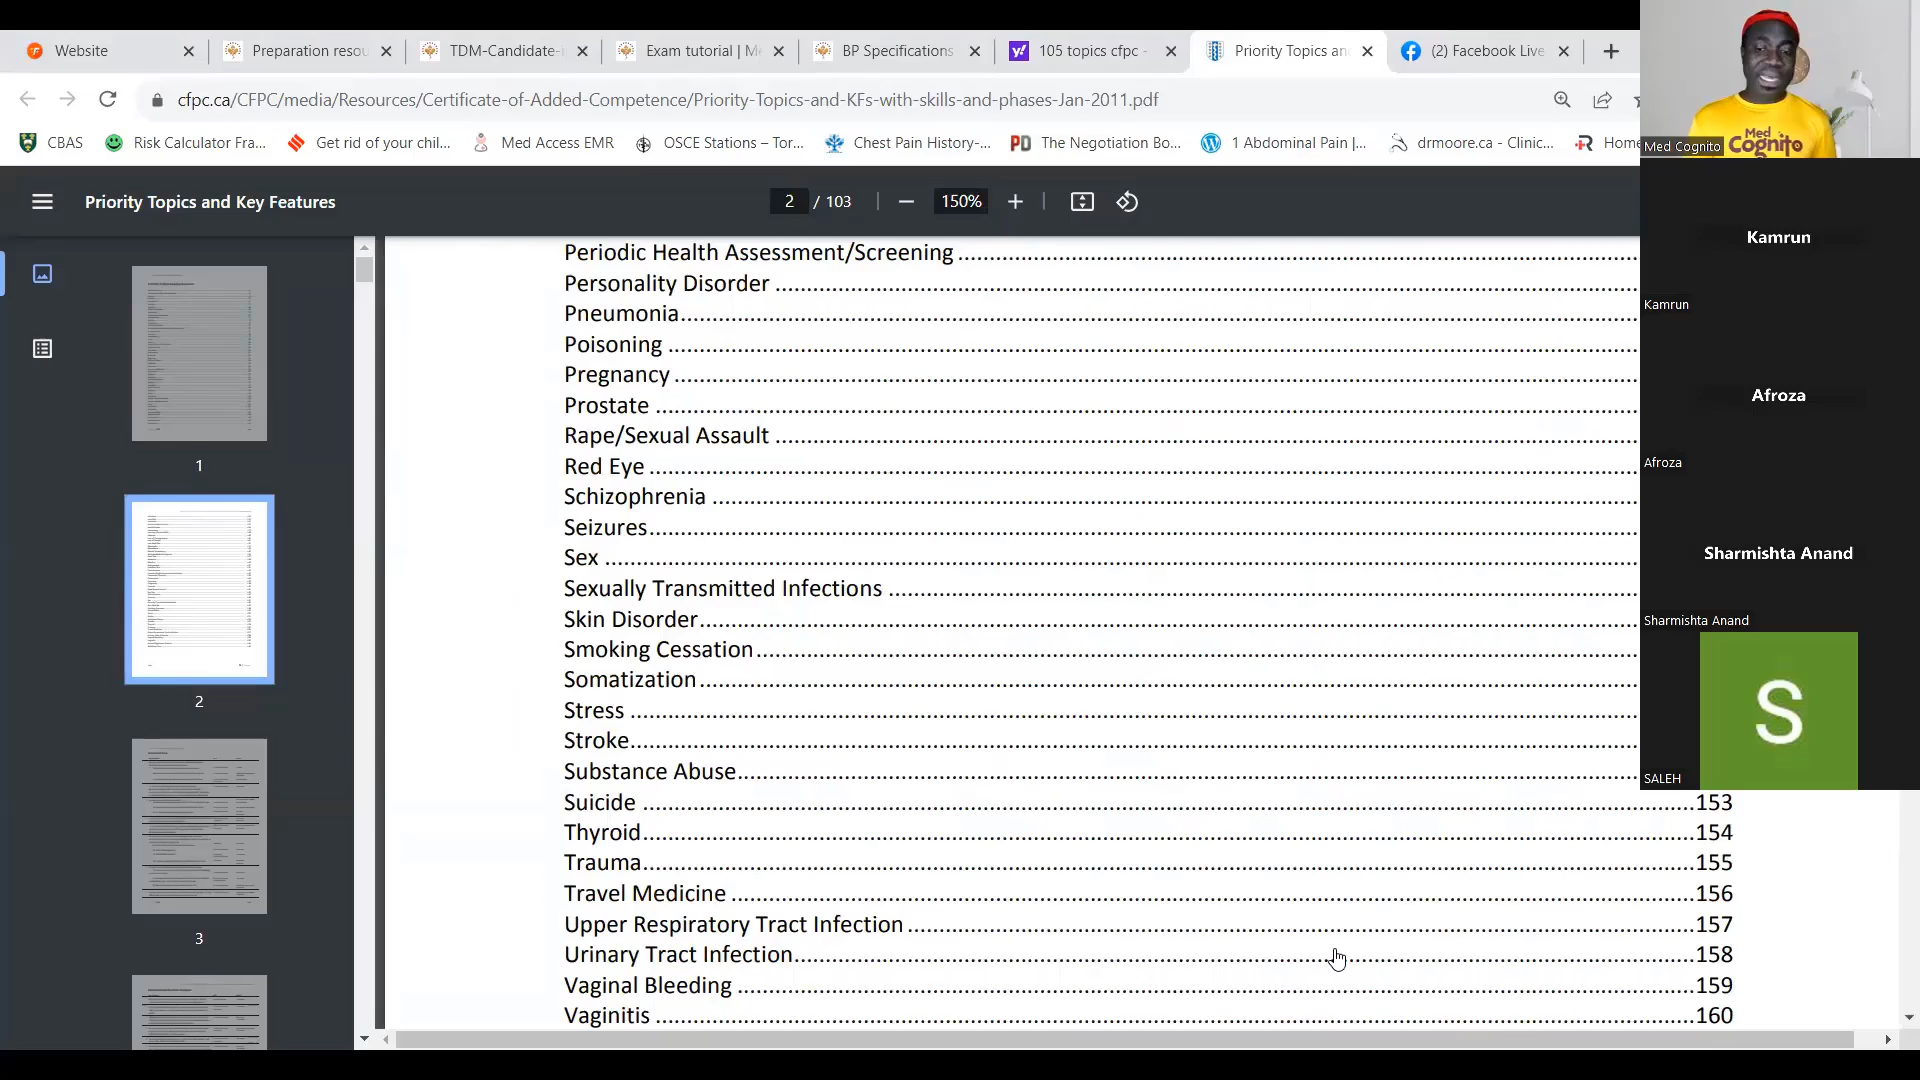 Website
Preparation resou
TDM-Candidate-
Exam tutorial | M
BP Specifications
105 topics cfpc -
Priority Topics an
(2) Facebook Live
cfpc.ca/CFPC/media/Resources/Certificate-of-Added-Competence/Priority-Topics-and-KFs-with-skills-and-phases-Jan-2011.pdf
CBAS
Risk Calculator Fra...
Get rid of your chil...
Med Access EMR
OSCE Stations – Tor...
Chest Pain History-...
PD The Negotiation Bo...
1 Abdominal Pain |...
drmoore.ca - Clinic...
Home
Priority Topics and Key Features
2 / 103
150%
1
2
3
Periodic Health Assessment/Screening
Personality Disorder
Pneumonia
Poisoning
Pregnancy
Prostate
Rape/Sexual Assault
Red Eye
Schizophrenia
Seizures
Sex
Sexually Transmitted Infections
Skin Disorder
Smoking Cessation
Somatization
Stress
Stroke
Substance Abuse
Suicide 153
Thyroid 154
Trauma 155
Travel Medicine 156
Upper Respiratory Tract Infection 157
Urinary Tract Infection 158
Vaginal Bleeding 159
Vaginitis 160
Med
Cognito
Med Cognito
Kamrun
Kamrun
Afroza
Afroza
Sharmishta Anand
Sharmishta Anand
S
SALEH